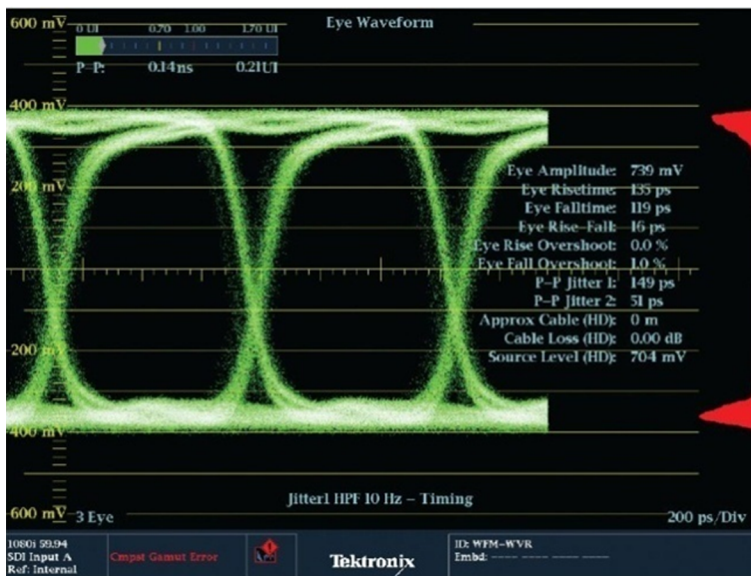 600 mV
Eye Waveform
0 UI 0.70 1.00 1.70 UI
P-P: 0.14ns 0.21UI
400 mV
200 mV
Eye Amplitude: 739 mV
Eye Risetime: 135 ps
Eye Falltime: 119 ps
Eye Rise-Fall: 16 ps
Eye Rise Overshoot: 0.0 %
Eye Fall Overshoot: 1.0 %
P-P Jitter 1: 149 ps
P-P Jitter 2: 51 ps
Approx Cable (HD): 0 m
Cable Loss (HD): 0.00 dB
Source Level (HD): 704 mV
200 mV
400 mV
Jitter1 HPF 10 Hz - Timing
600 mV 3 Eye 200 ps/Div
1080i 59.94
SDI Input A
Ref: Internal
Cmpst Gamut Error
Tektronix
ID: WFM-WVR
Embd: ---- ---- ---- ----